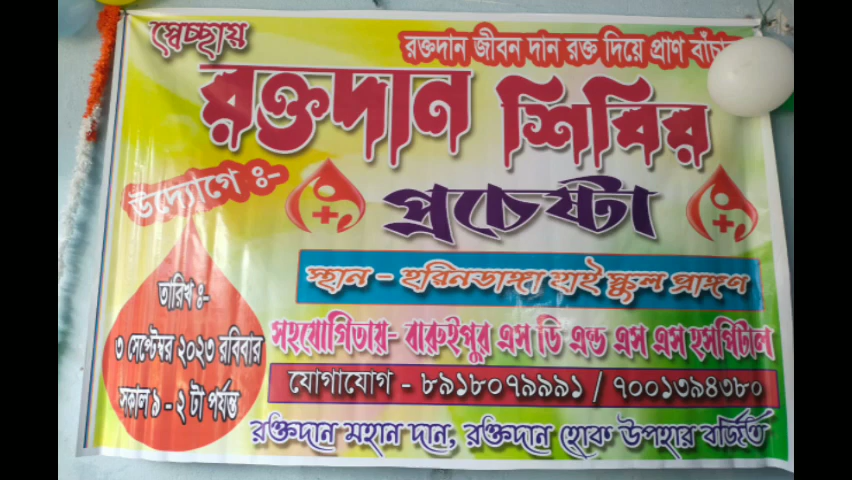 স্বেচ্ছায়
রক্তদান জীবন দান রক্ত দিয়ে প্রাণ
রক্তদান শিবির
উদ্যোগে ঃ-
প্রচেষ্টা
স্থান - হরিনডাঙ্গা হাই স্কুল প্রাঙ্গণ
তারিখ ঃ-
৩ সেপ্টেম্বর ২০২৩ রবিবার
সকাল ৯ - ২ টা পর্যন্ত
সহযোগিতায়- বারুইপুর এস ডি এন্ড এস এস হসপিটাল
যোগাযোগ - ৮৯১৮০৭৯৯৯১ / ৭০০১৩৯৪৩৮০
রক্তদান মহান দান, রক্তদান হোক উপহার বর্জিত